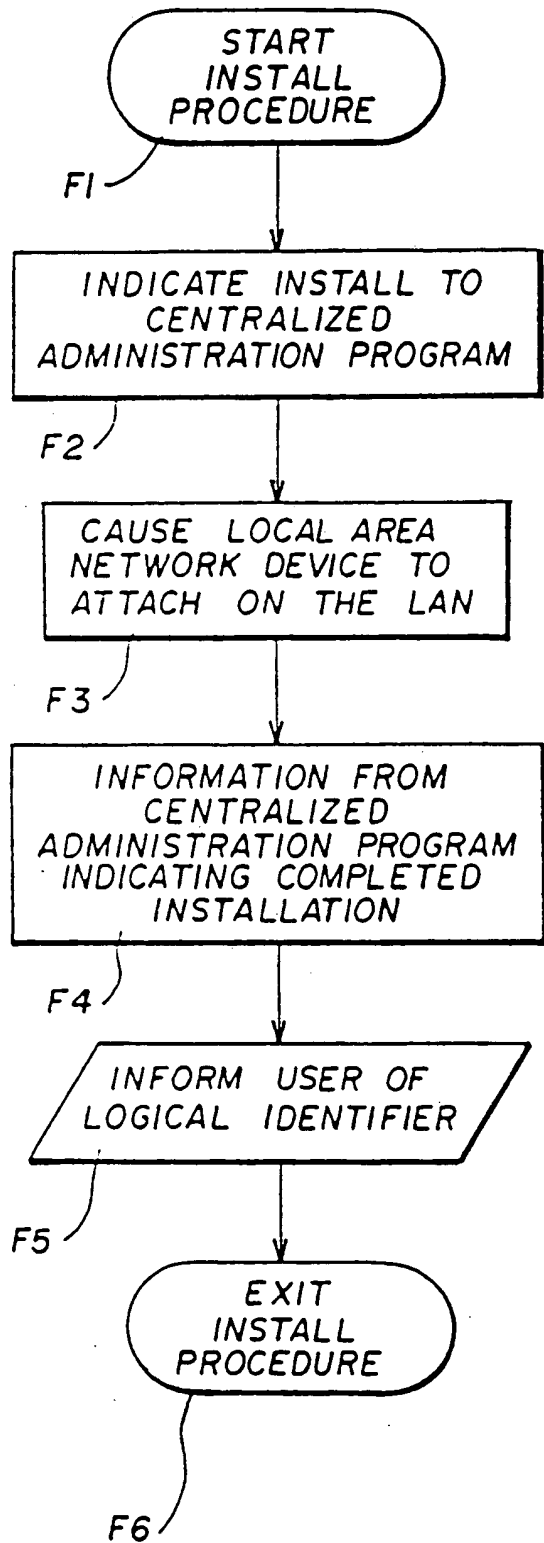 START
INSTALL
PROCEDURE
F1
INDICATE INSTALL TO
CENTRALIZED
ADMINISTRATION PROGRAM
F2
CAUSE LOCAL AREA
NETWORK DEVICE TO
ATTACH ON THE LAN
F3
INFORMATION FROM
CENTRALIZED
ADMINISTRATION PROGRAM
INDICATING COMPLETED
INSTALLATION
F4
INFORM USER OF
LOGICAL IDENTIFIER
F5
EXIT
INSTALL
PROCEDURE
F6